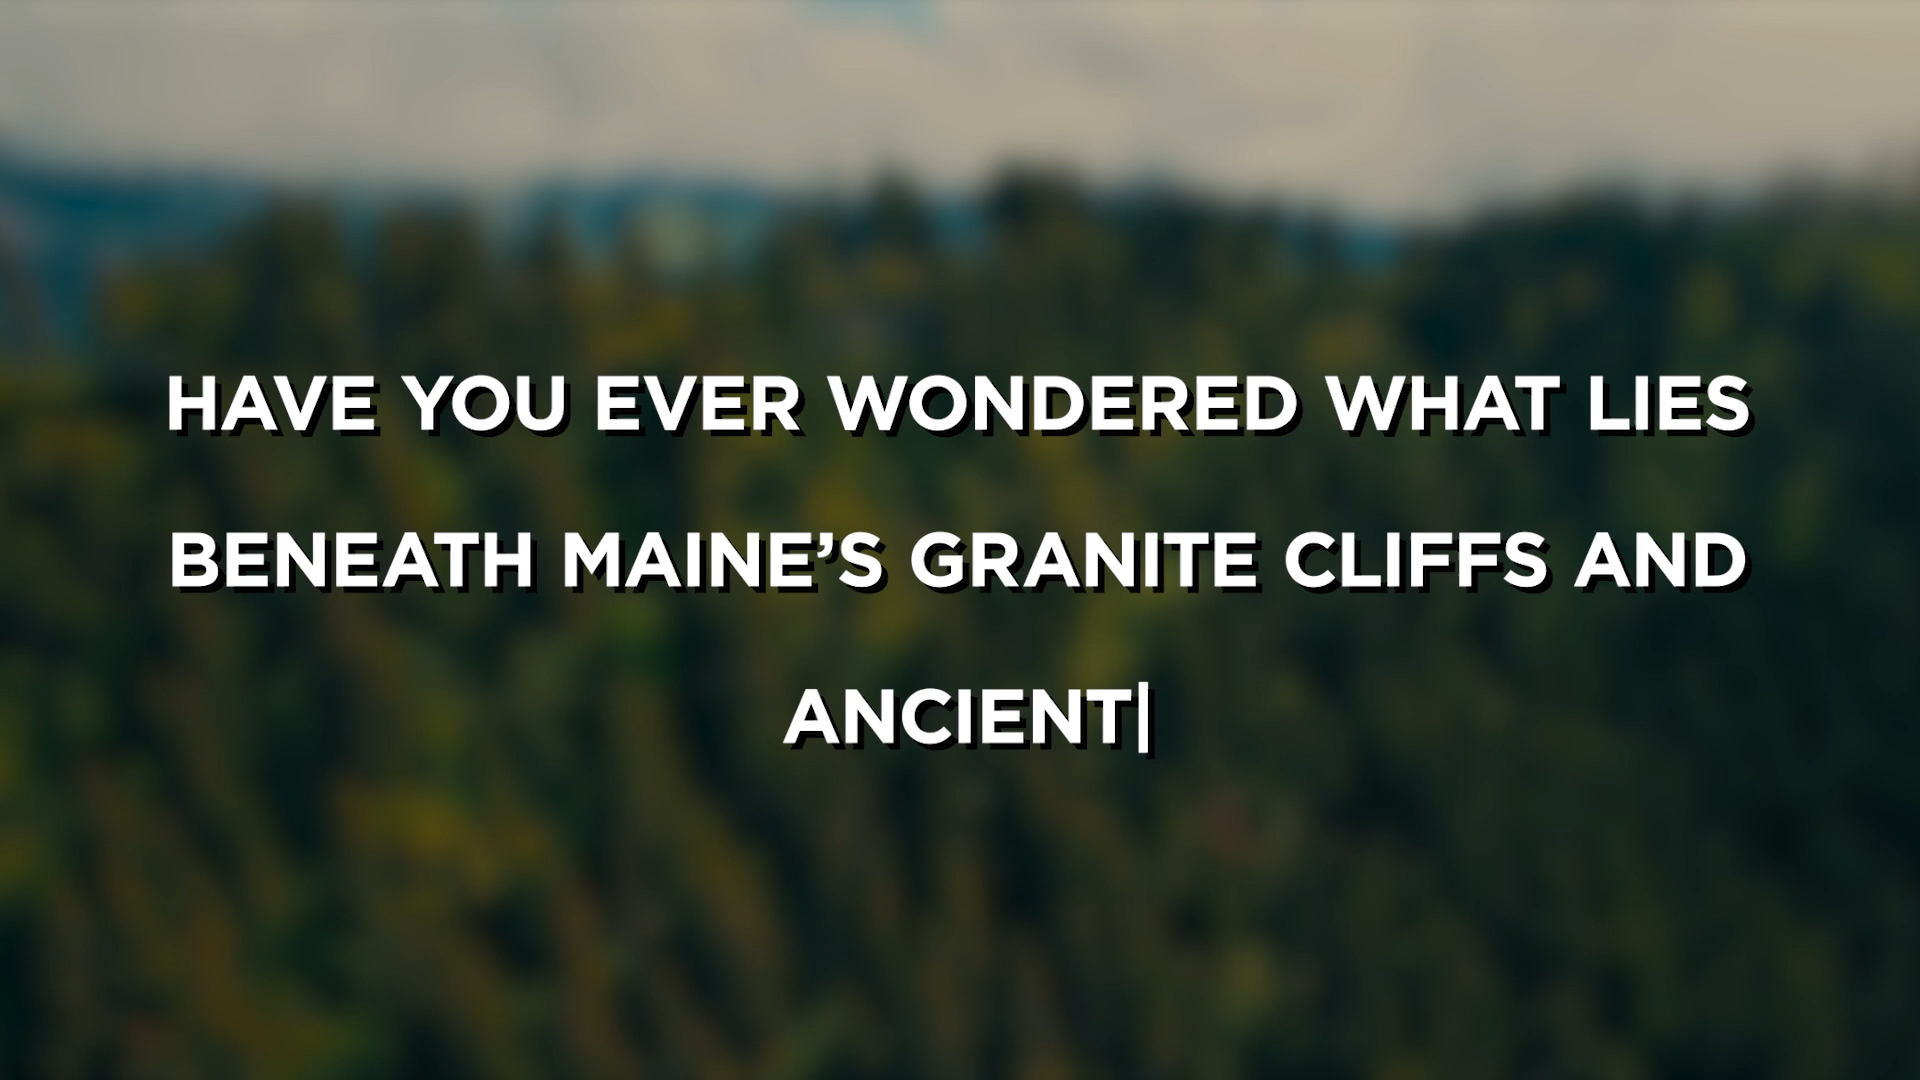 HAVE YOU EVER WONDERED WHAT LIES
BENEATH MAINE’S GRANITE CLIFFS AND
ANCIENT|